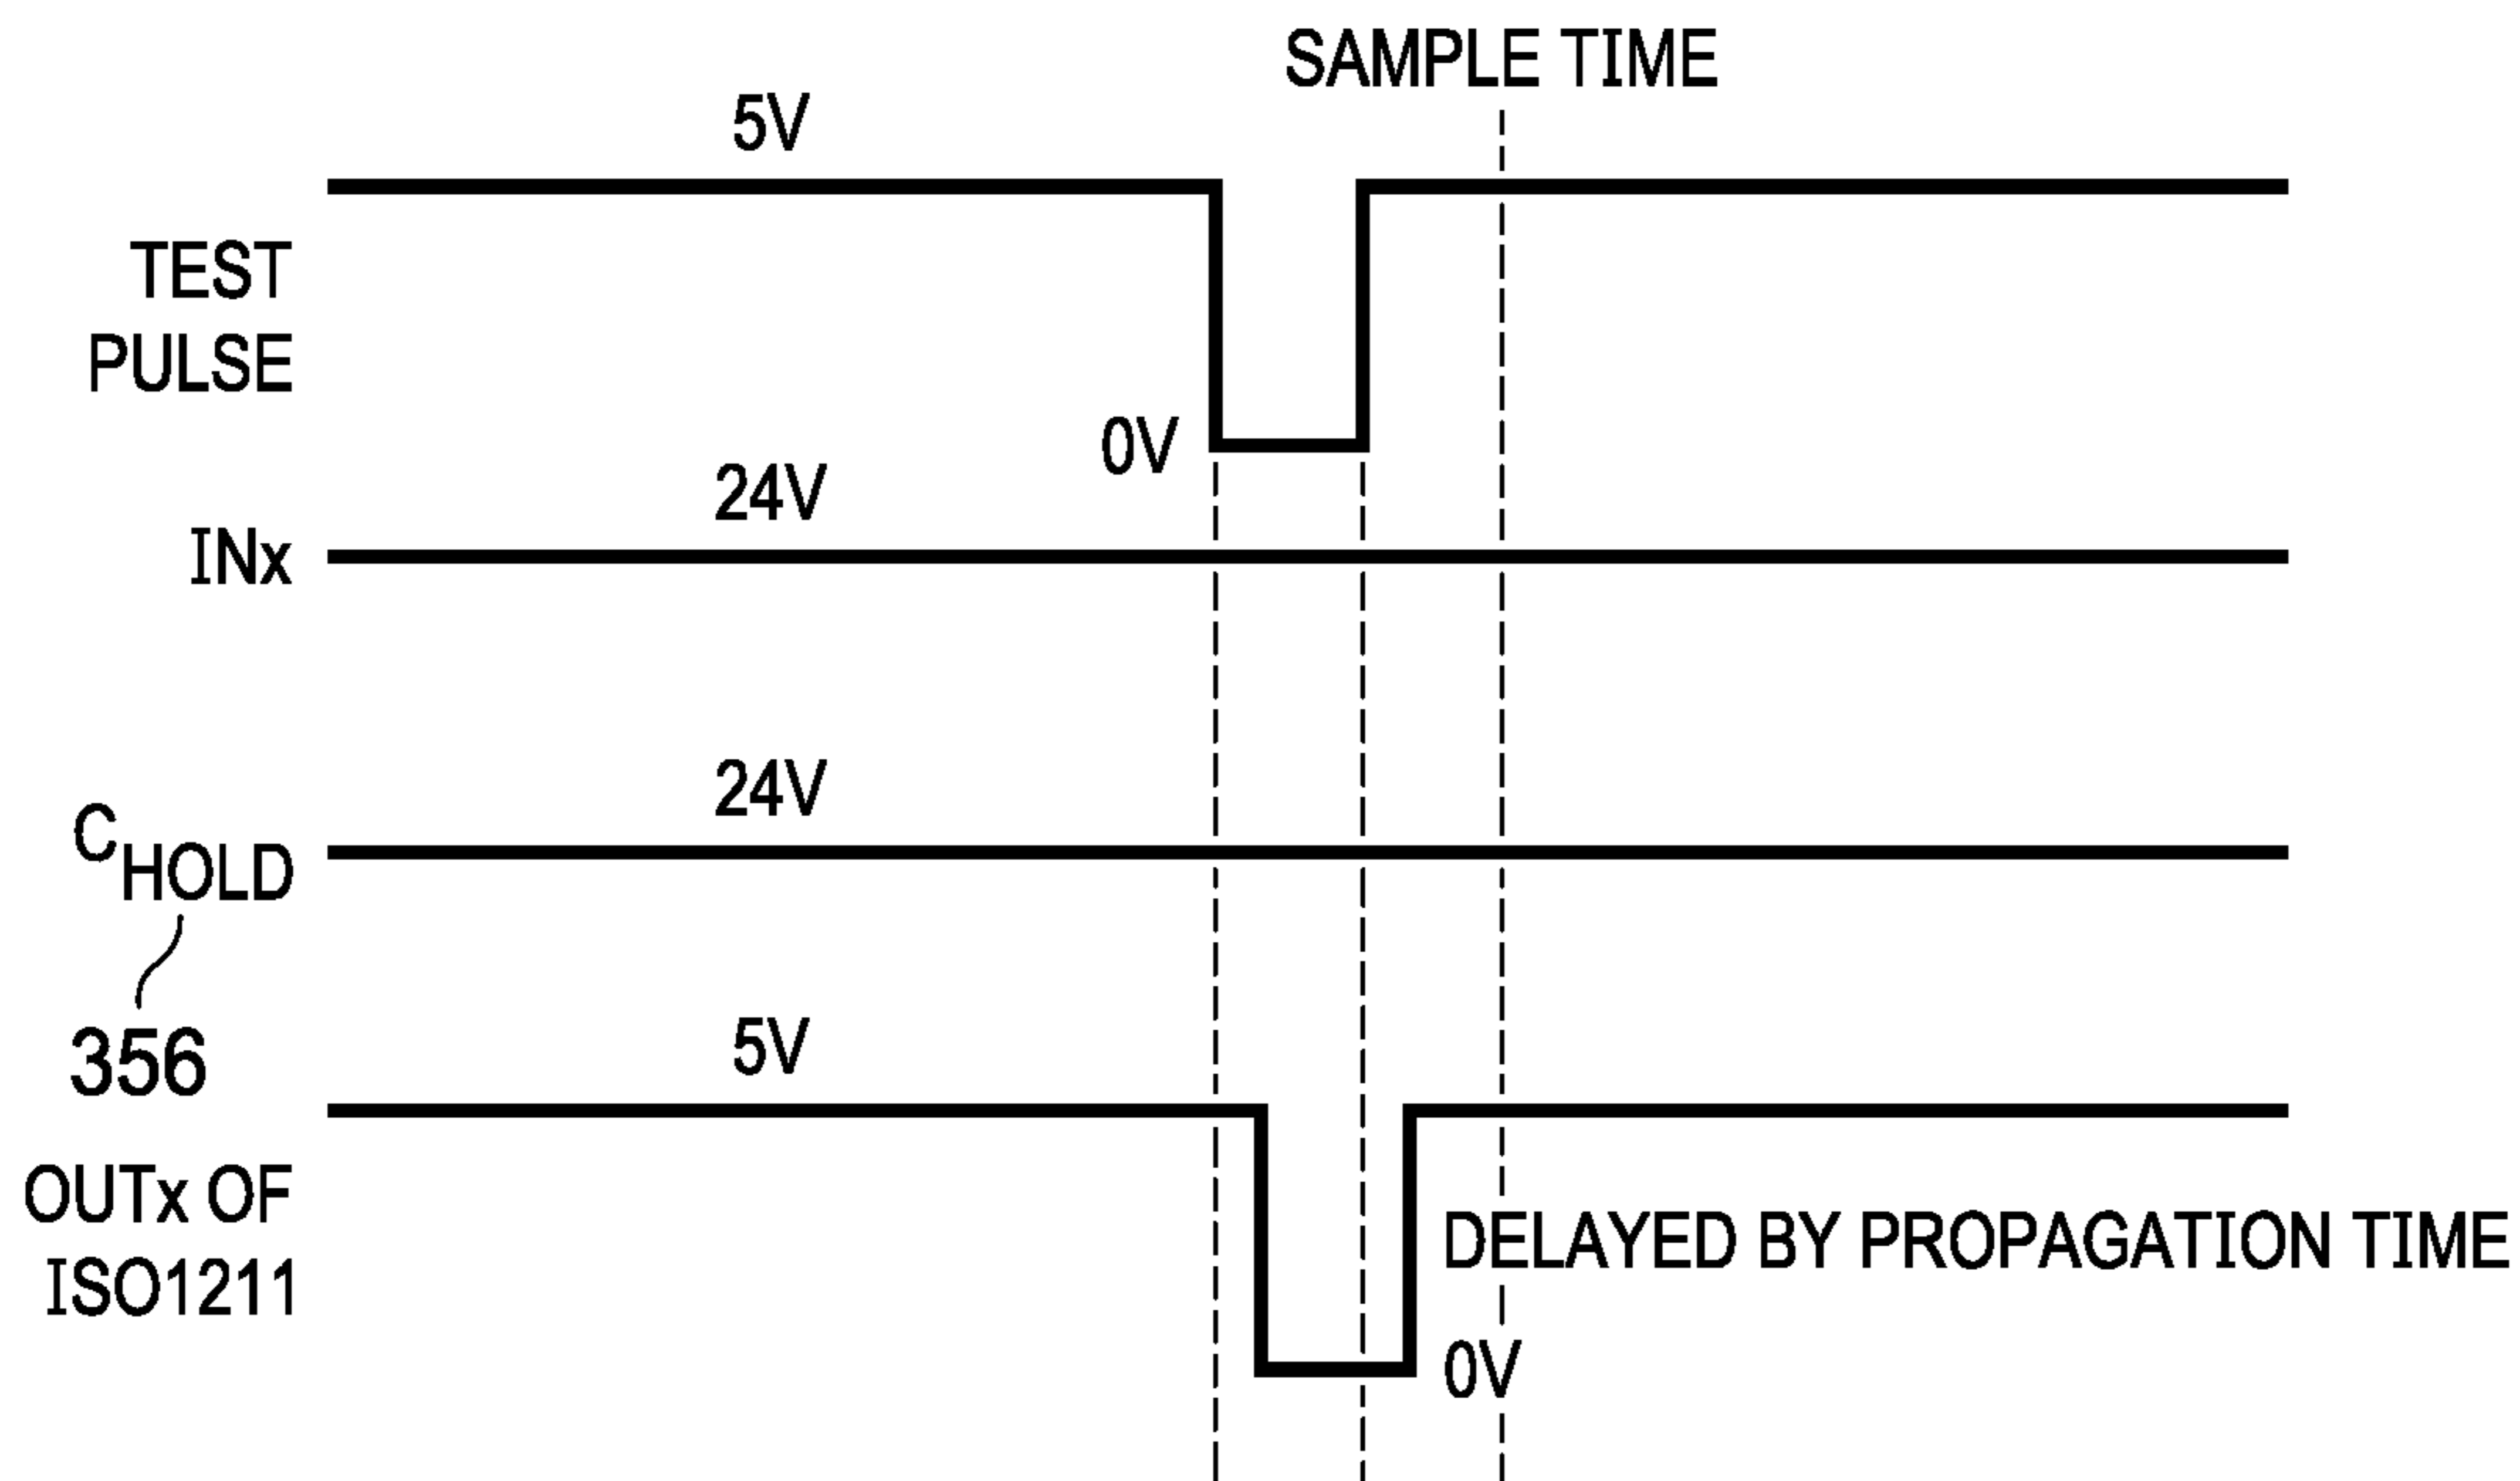 SAMPLE TIME
5V
TEST
PULSE
0V
24V
INx
24V
CHOLD
356
5V
OUTx OF
ISO1211
DELAYED BY PROPAGATION TIME
0V